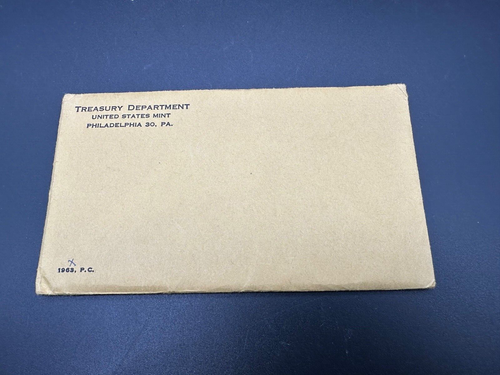 TREASURY DEPARTMENT
UNITED STATES MINT
PHILADELPHIA 30, PA.
X
1963, P.C.